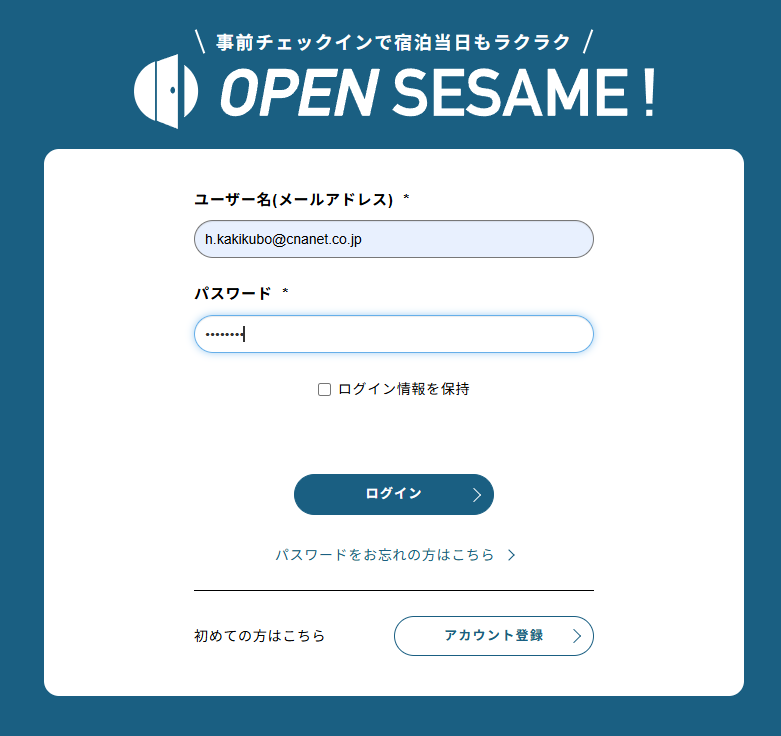 事前チェックインで宿泊当日もラクラク
OPEN SESAME!
ユーザー名(メールアドレス) *
h.kakikubo@cnanet.co.jp
パスワード *
••••••••
ログイン情報を保持
ログイン
パスワードをお忘れの方はこちら
初めての方はこちら
アカウント登録